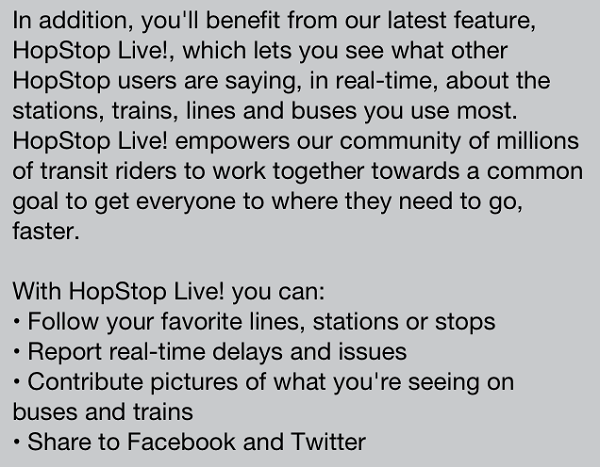 In addition, you'll benefit from our latest feature,
HopStop Live!, which lets you see what other
HopStop users are saying, in real-time, about the
stations, trains, lines and buses you use most.
HopStop Live! empowers our community of millions
of transit riders to work together towards a common
goal to get everyone to where they need to go,
faster.

With HopStop Live! you can:
• Follow your favorite lines, stations or stops
• Report real-time delays and issues
• Contribute pictures of what you're seeing on
buses and trains
• Share to Facebook and Twitter